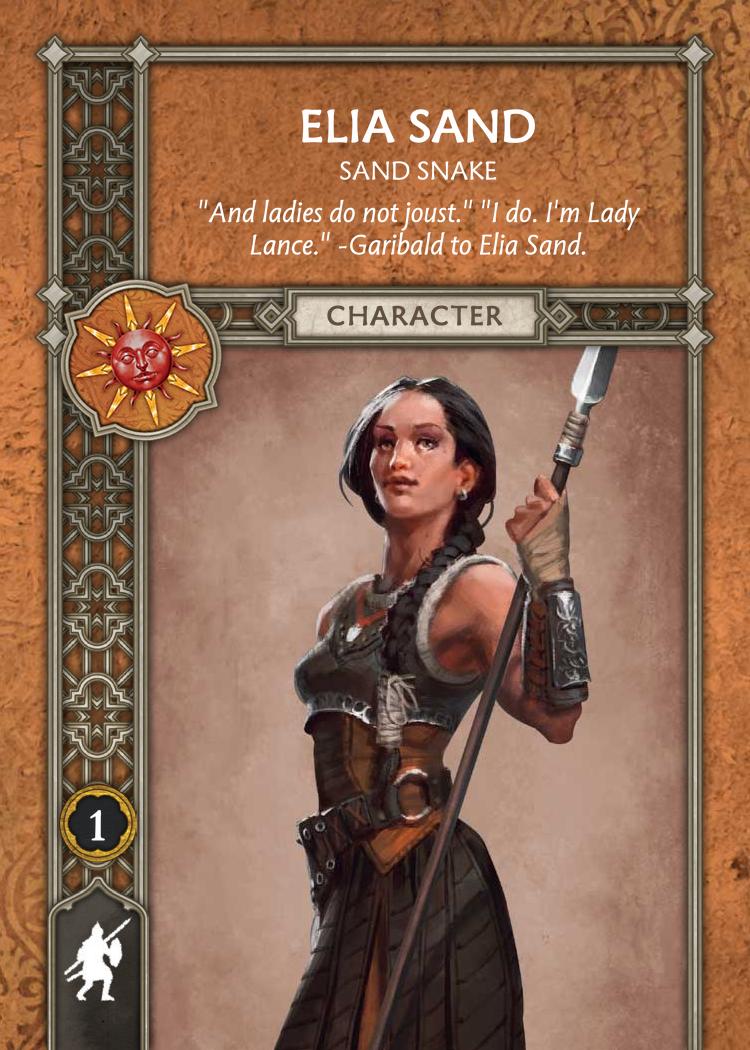 ELIA SAND
SAND SNAKE
"And ladies do not joust." "I do. I'm Lady
Lance." -Garibald to Elia Sand.
CHARACTER
1